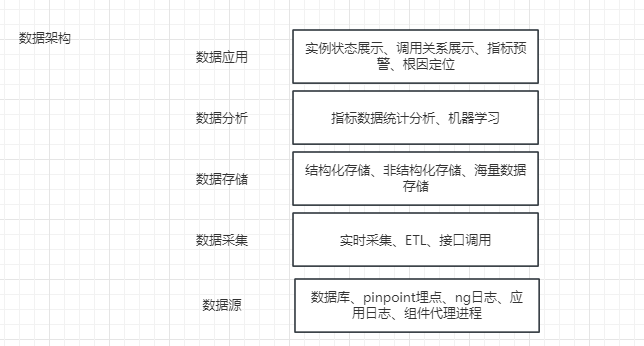 数据架构
数据应用
实例状态展示、调用关系展示、指标预
警、根因定位
数据分析
指标数据统计分析、机器学习
数据存储
结构化存储、非结构化存储、海量数据
存储
数据采集
实时采集、ETL、接口调用
数据源
数据库、pinpoint埋点、ng日志、应
用日志、组件代理进程